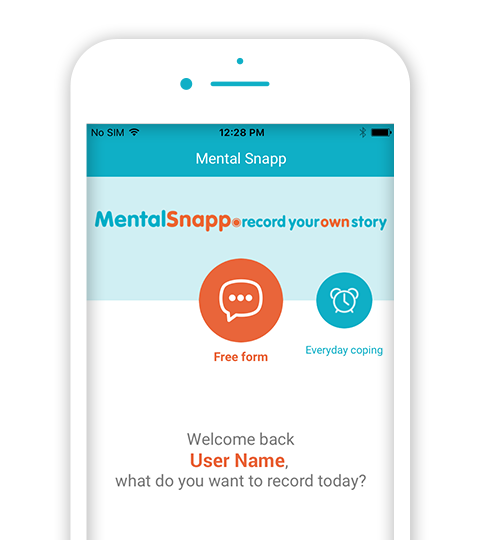 No SIM 12:28 PM
Mental Snapp
MentalSnapp record your own story
Free form
Everyday coping
Welcome back
User Name,
what do you want to record today?